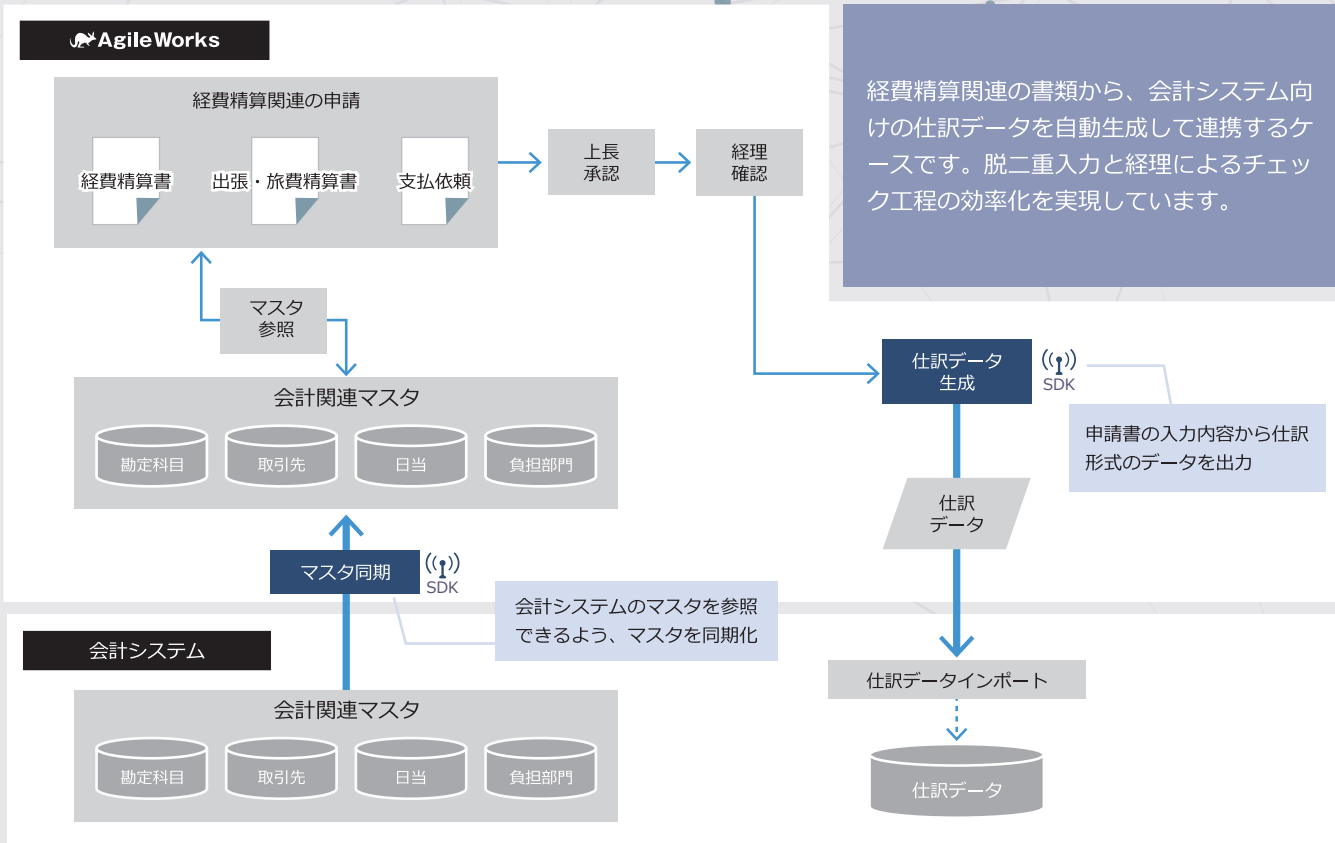 AgileWorks
経費精算関連の申請
経費精算書
出張・旅費精算書
支払依頼
上長
承認
経理
確認
経費精算関連の書類から、会計システム向
けの仕訳データを自動生成して連携するケ
ースです。脱二重入力と経理によるチェッ
ク工程の効率化を実現しています。
マスタ
参照
会計関連マスタ
勘定科目
取引先
日当
負担部門
仕訳データ
生成
SDK
申請書の入力内容から仕訳
形式のデータを出力
仕訳
データ
マスタ同期
SDK
会計システムのマスタを参照
できるよう、マスタを同期化
会計システム
会計関連マスタ
勘定科目
取引先
日当
負担部門
仕訳データインポート
仕訳データ